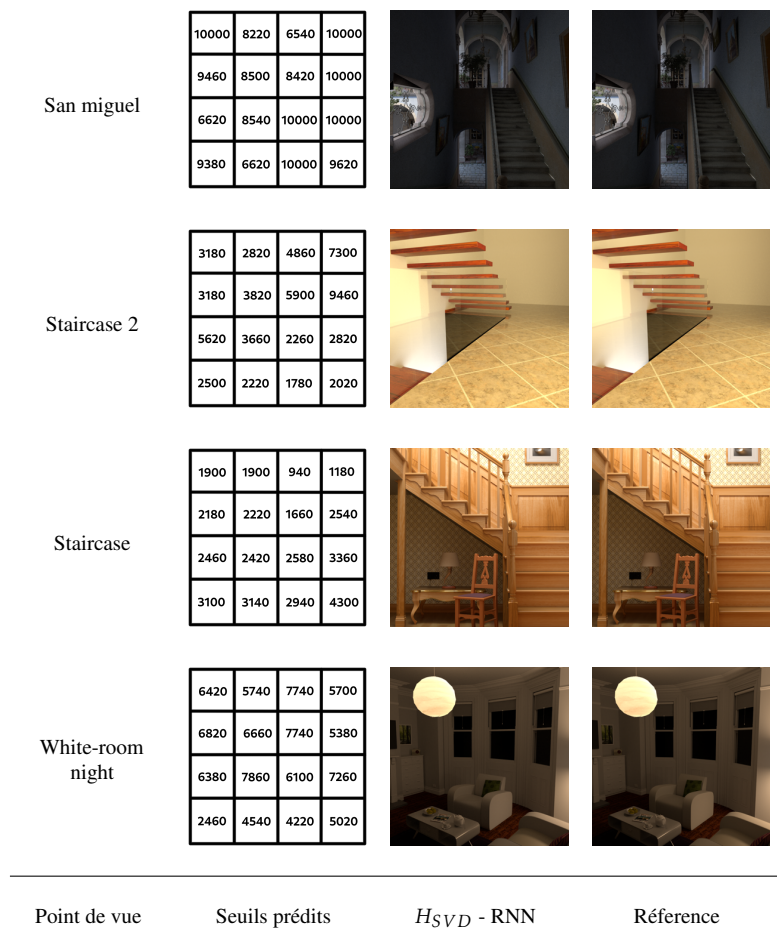 San miguel
10000 8220 6540 10000
9460 8500 8420 10000
6620 8540 10000 10000
9380 6620 10000 9620
Staircase 2
3180 2820 4860 7300
3180 3820 5900 9460
5620 3660 2260 2820
2500 2220 1780 2020
Staircase
1900 1900 940 1180
2180 2220 1660 2540
2460 2420 2580 3360
3100 3140 2940 4300
White-room
night
6420 5740 7740 5700
6820 6660 7740 5380
6380 7860 6100 7260
2460 4540 4220 5020
Point de vue Seuils prédits H_SVD - RNN Réference